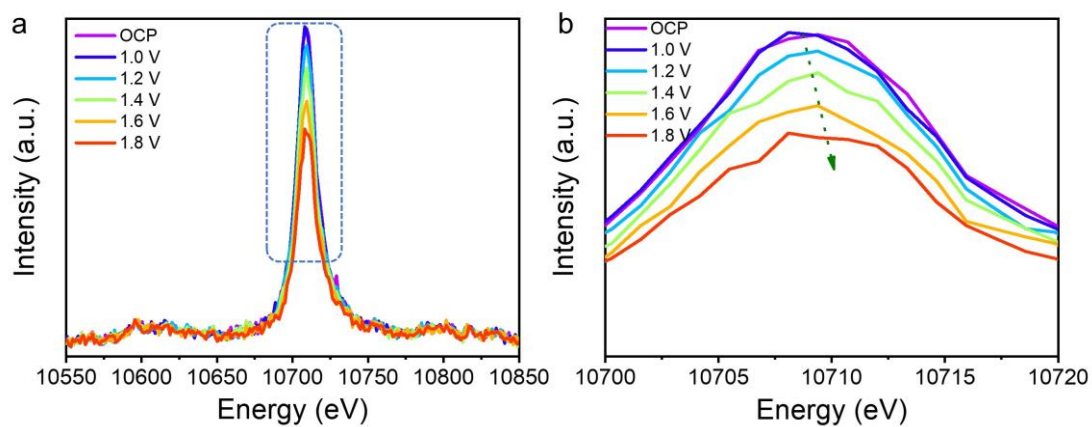 a
OCP
1.0 V
1.2 V
1.4 V
1.6 V
1.8 V
Intensity (a.u.)
10550 10600 10650 10700 10750 10800 10850
Energy (eV)
b
OCP
1.0 V
1.2 V
1.4 V
1.6 V
1.8 V
Intensity (a.u.)
10700 10705 10710 10715 10720
Energy (eV)